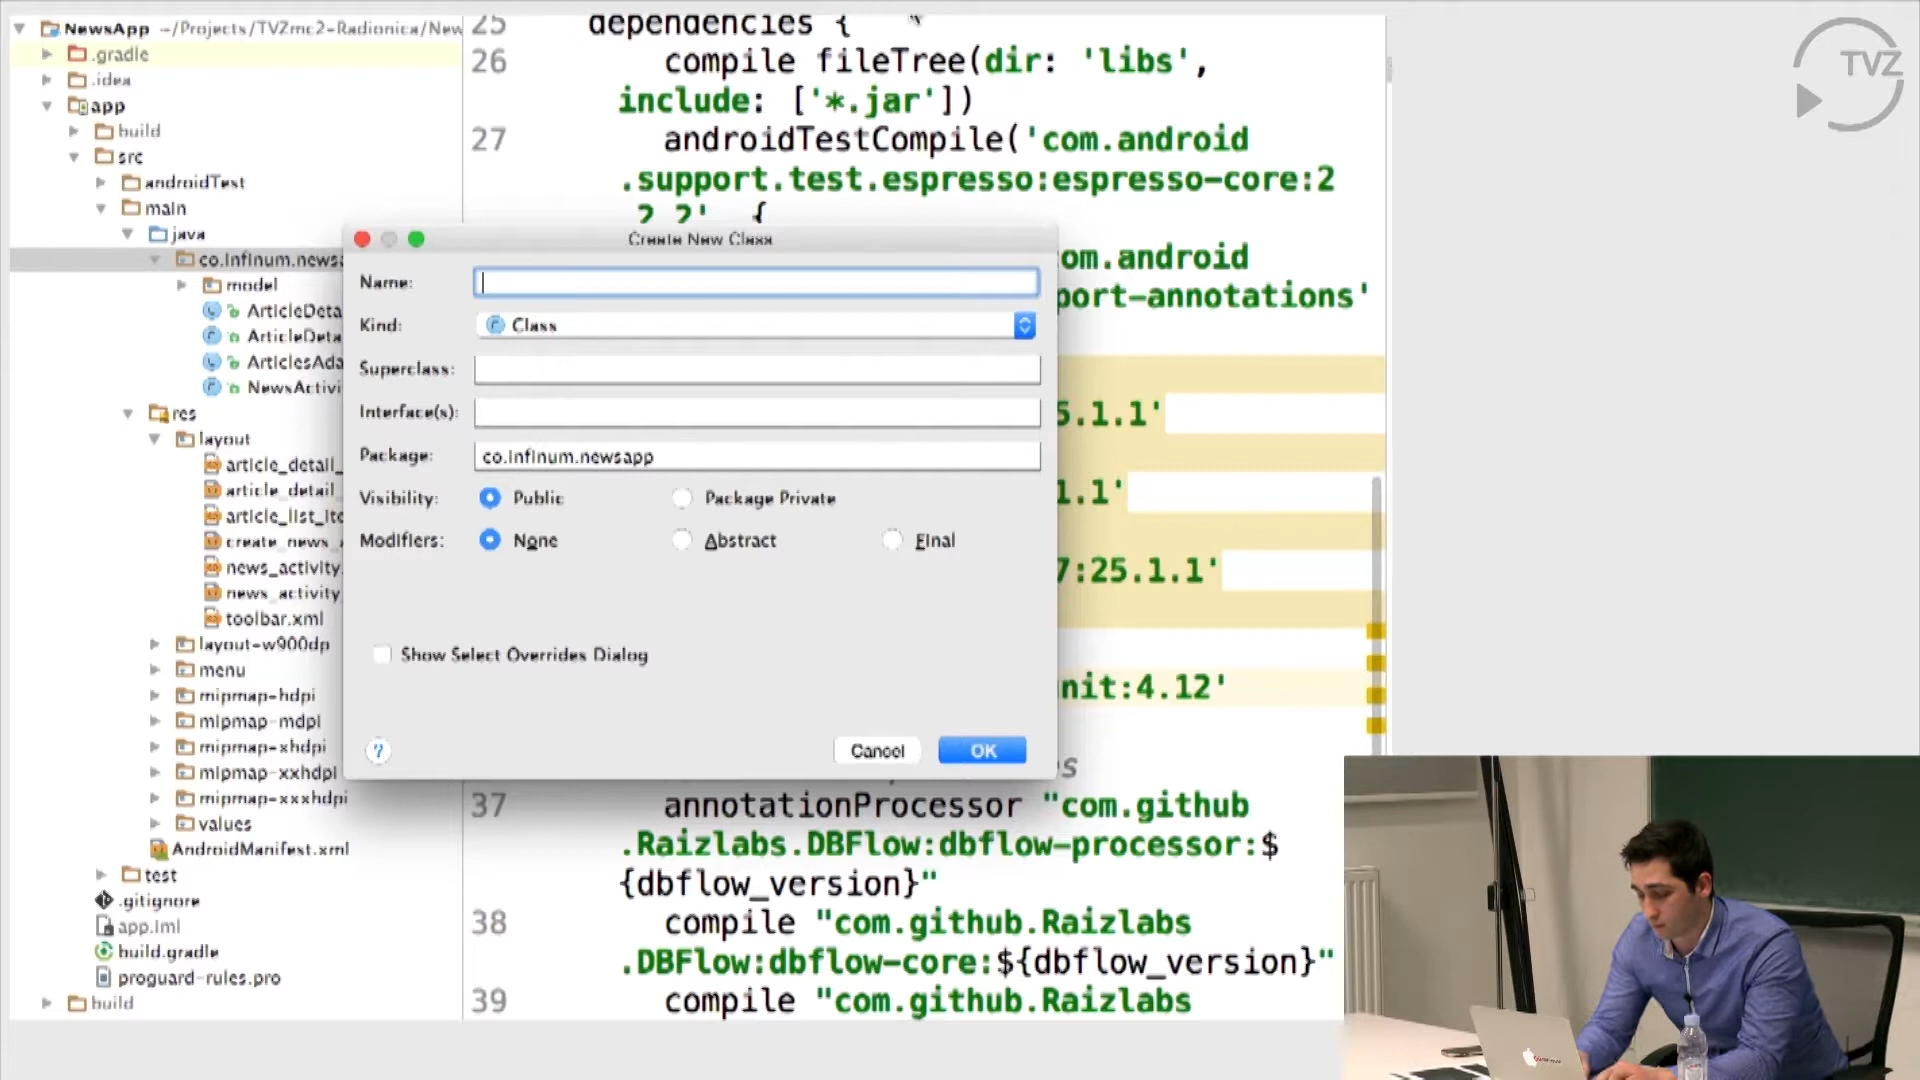 NewsApp ~/Projects/TVZmc2-Radionica/New
.gradle
.idea
app
build
src
androidTest
main
java
co.infinum.newsa
model
ArticleDeta
ArticleDeta
ArticlesAda
NewsActivi
res
layout
article_detail_
article_detail_
article_list_ite
create_news_
news_activity.
news_activity
toolbar.xml
layout-w900dp
menu
mipmap-hdpi
mipmap-mdpi
mipmap-xhdpi
mipmap-xxhdpi
mipmap-xxxhdpi
values
AndroidManifest.xml
test
.gitignore
app.iml
build.gradle
proguard-rules.pro
build
25 dependencies {
26 compile fileTree(dir: 'libs',
include: ['*.jar'])
27 androidTestCompile('com.android
.support.test.espresso:espresso-core:2
.2.2', {
om.android
port-annotations'
5.1.1'
1.1'
7:25.1.1'
nit:4.12'
s
37 annotationProcessor "com.github
.Raizlabs.DBFlow:dbflow-processor:$
{dbflow_version}"
38 compile "com.github.Raizlabs
.DBFlow:dbflow-core:${dbflow_version}"
39 compile "com.github.Raizlabs
Create New Class
Name:
Kind: Class
Superclass:
Interface(s):
Package: co.infinum.newsapp
Visibility: Public Package Private
Modifiers: None Abstract Final
Show Select Overrides Dialog
? Cancel OK
TVZ